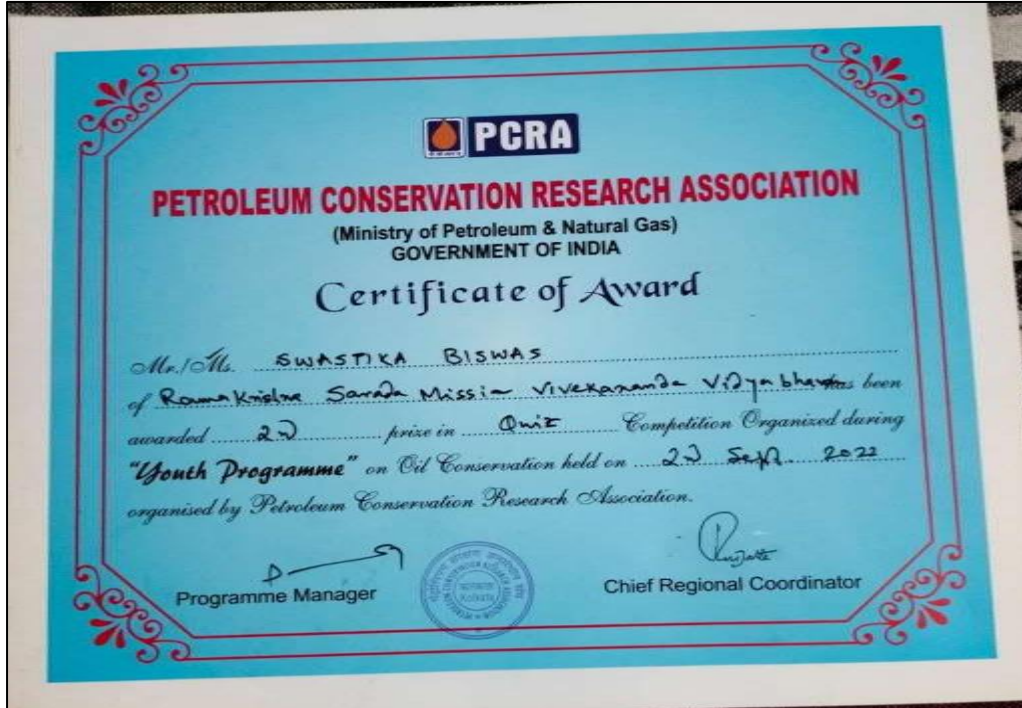 PCRA
PETROLEUM CONSERVATION RESEARCH ASSOCIATION
(Ministry of Petroleum & Natural Gas)
GOVERNMENT OF INDIA
Certificate of Award
Mr./Ms. SWASTIKA BISWAS
of RamaKrishna Sarada Mission Vivekananda Vidyabhavan has been
awarded 2nd prize in Quiz Competition Organized during
"Youth Programme" on Oil Conservation held on 2nd Sept. 2022
organised by Petroleum Conservation Research Association.
Programme Manager
Chief Regional Coordinator